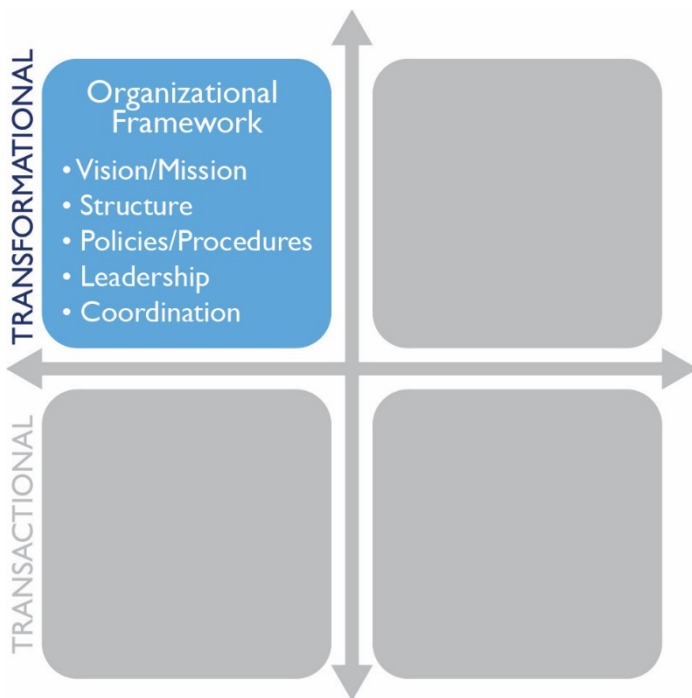 TRANSFORMATIONAL
Organizational
Framework
• Vision/Mission
• Structure
• Policies/Procedures
• Leadership
• Coordination
TRANSACTIONAL